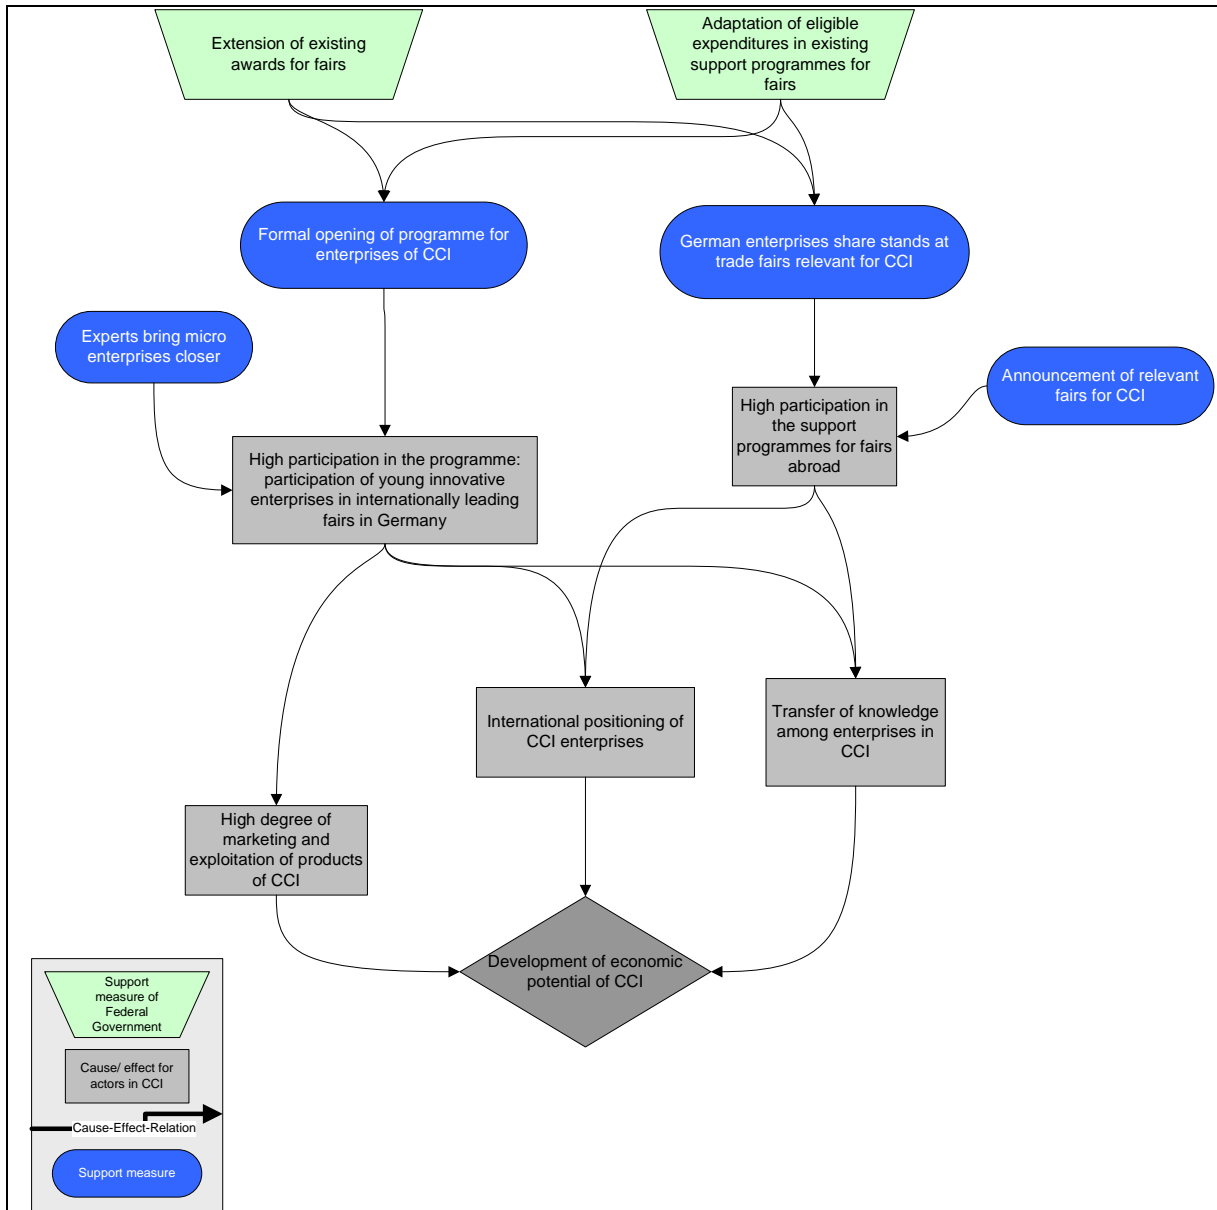 Extension of existing
awards for fairs
Adaptation of eligible
expenditures in existing
support programmes for
fairs
Formal opening of programme for
enterprises of CCI
German enterprises share stands at
trade fairs relevant for CCI
Experts bring micro
enterprises closer
Announcement of relevant
fairs for CCI
High participation in
the support
programmes for fairs
abroad
High participation in the programme:
participation of young innovative
enterprises in internationally leading
fairs in Germany
International positioning of
CCI enterprises
Transfer of knowledge
among enterprises in
CCI
High degree of
marketing and
exploitation of products
of CCI
Development of economic
potential of CCI
Support
measure of
Federal
Government
Cause/ effect for
actors in CCI
Cause-Effect-Relation
Support measure